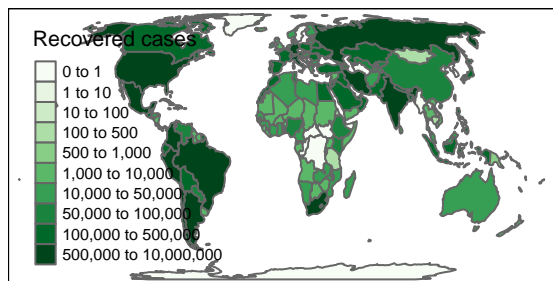 Recovered cases
0 to 1
1 to 10
10 to 100
100 to 500
500 to 1,000
1,000 to 10,000
10,000 to 50,000
50,000 to 100,000
100,000 to 500,000
500,000 to 10,000,000